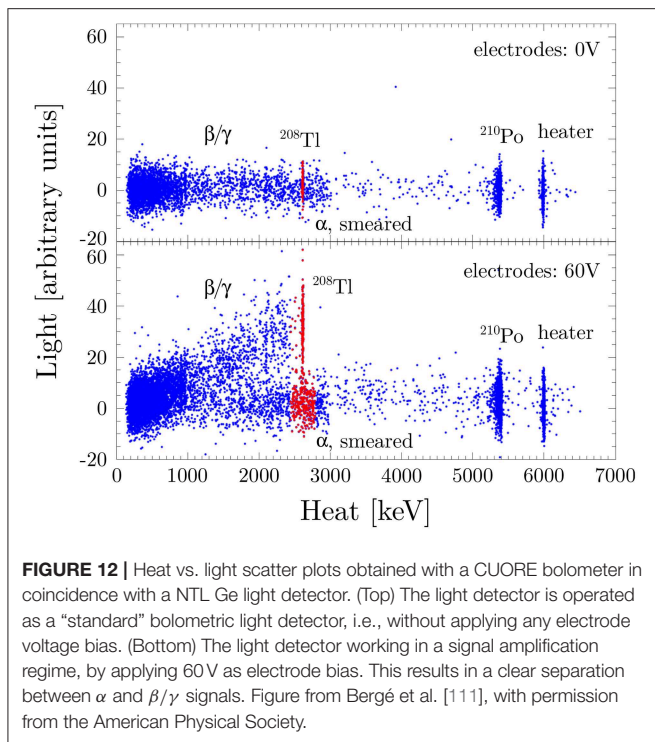 60
40
20
0
-20
electrodes: 0V
β/γ
²⁰⁸Tl
²¹⁰Po
heater
α, smeared
60
40
20
0
-20
electrodes: 60V
β/γ
²⁰⁸Tl
²¹⁰Po
heater
α, smeared
Light [arbitrary units]
0 1000 2000 3000 4000 5000 6000 7000
Heat [keV]
FIGURE 12 | Heat vs. light scatter plots obtained with a CUORE bolometer in
coincidence with a NTL Ge light detector. (Top) The light detector is operated
as a “standard” bolometric light detector, i.e., without applying any electrode
voltage bias. (Bottom) The light detector working in a signal amplification
regime, by applying 60 V as electrode bias. This results in a clear separation
between α and β/γ signals. Figure from Bergé et al. [111], with permission
from the American Physical Society.